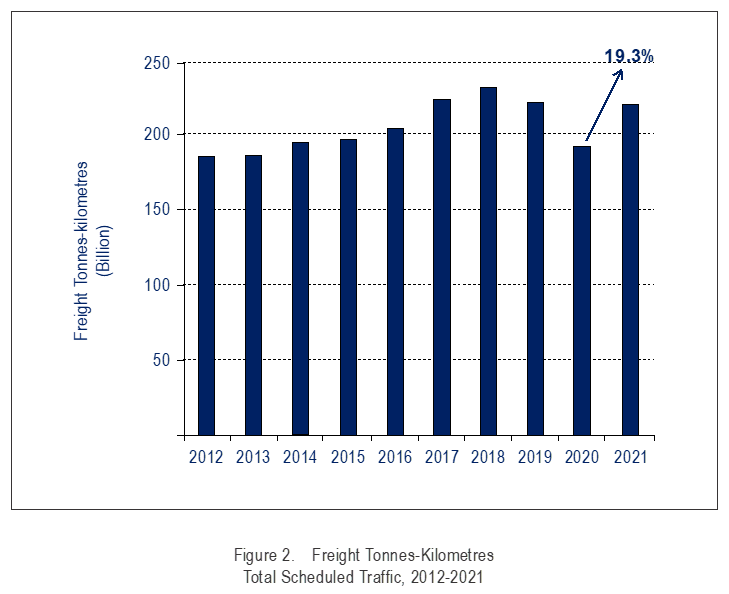 19.3%
250
200
150
100
50
Freight Tonnes-kilometres
(Billion)
2012 2013 2014 2015 2016 2017 2018 2019 2020 2021
Figure 2. Freight Tonnes-Kilometres
Total Scheduled Traffic, 2012-2021